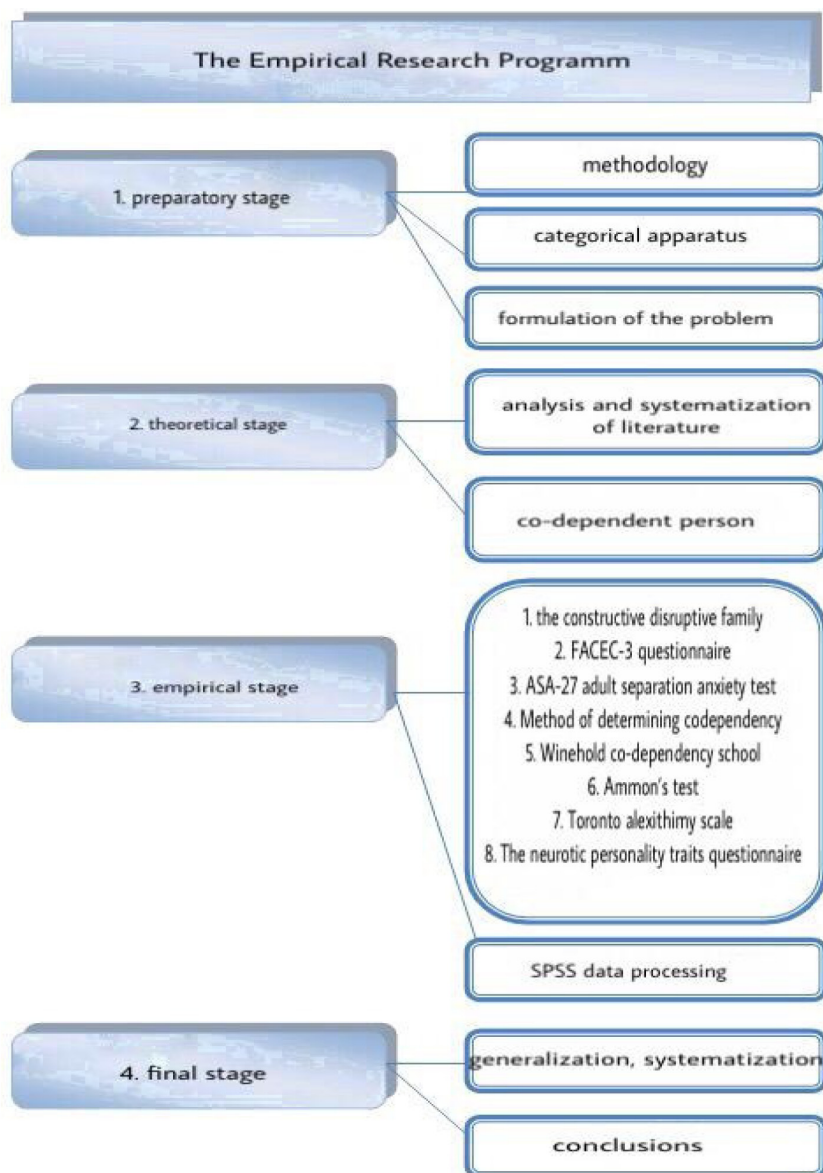 The Empirical Research Programm
1. preparatory stage
methodology
categorical apparatus
formulation of the problem
2. theoretical stage
analysis and systematization
of literature
co-dependent person
3. empirical stage
1. the constructive disruptive family
2. FACEC-3 questionnaire
3. ASA-27 adult separation anxiety test
4. Method of determining codependency
5. Winehold co-dependency school
6. Ammon's test
7. Toronto alexithimy scale
8. The neurotic personality traits questionnaire
SPSS data processing
4. final stage
generalization, systematization
conclusions